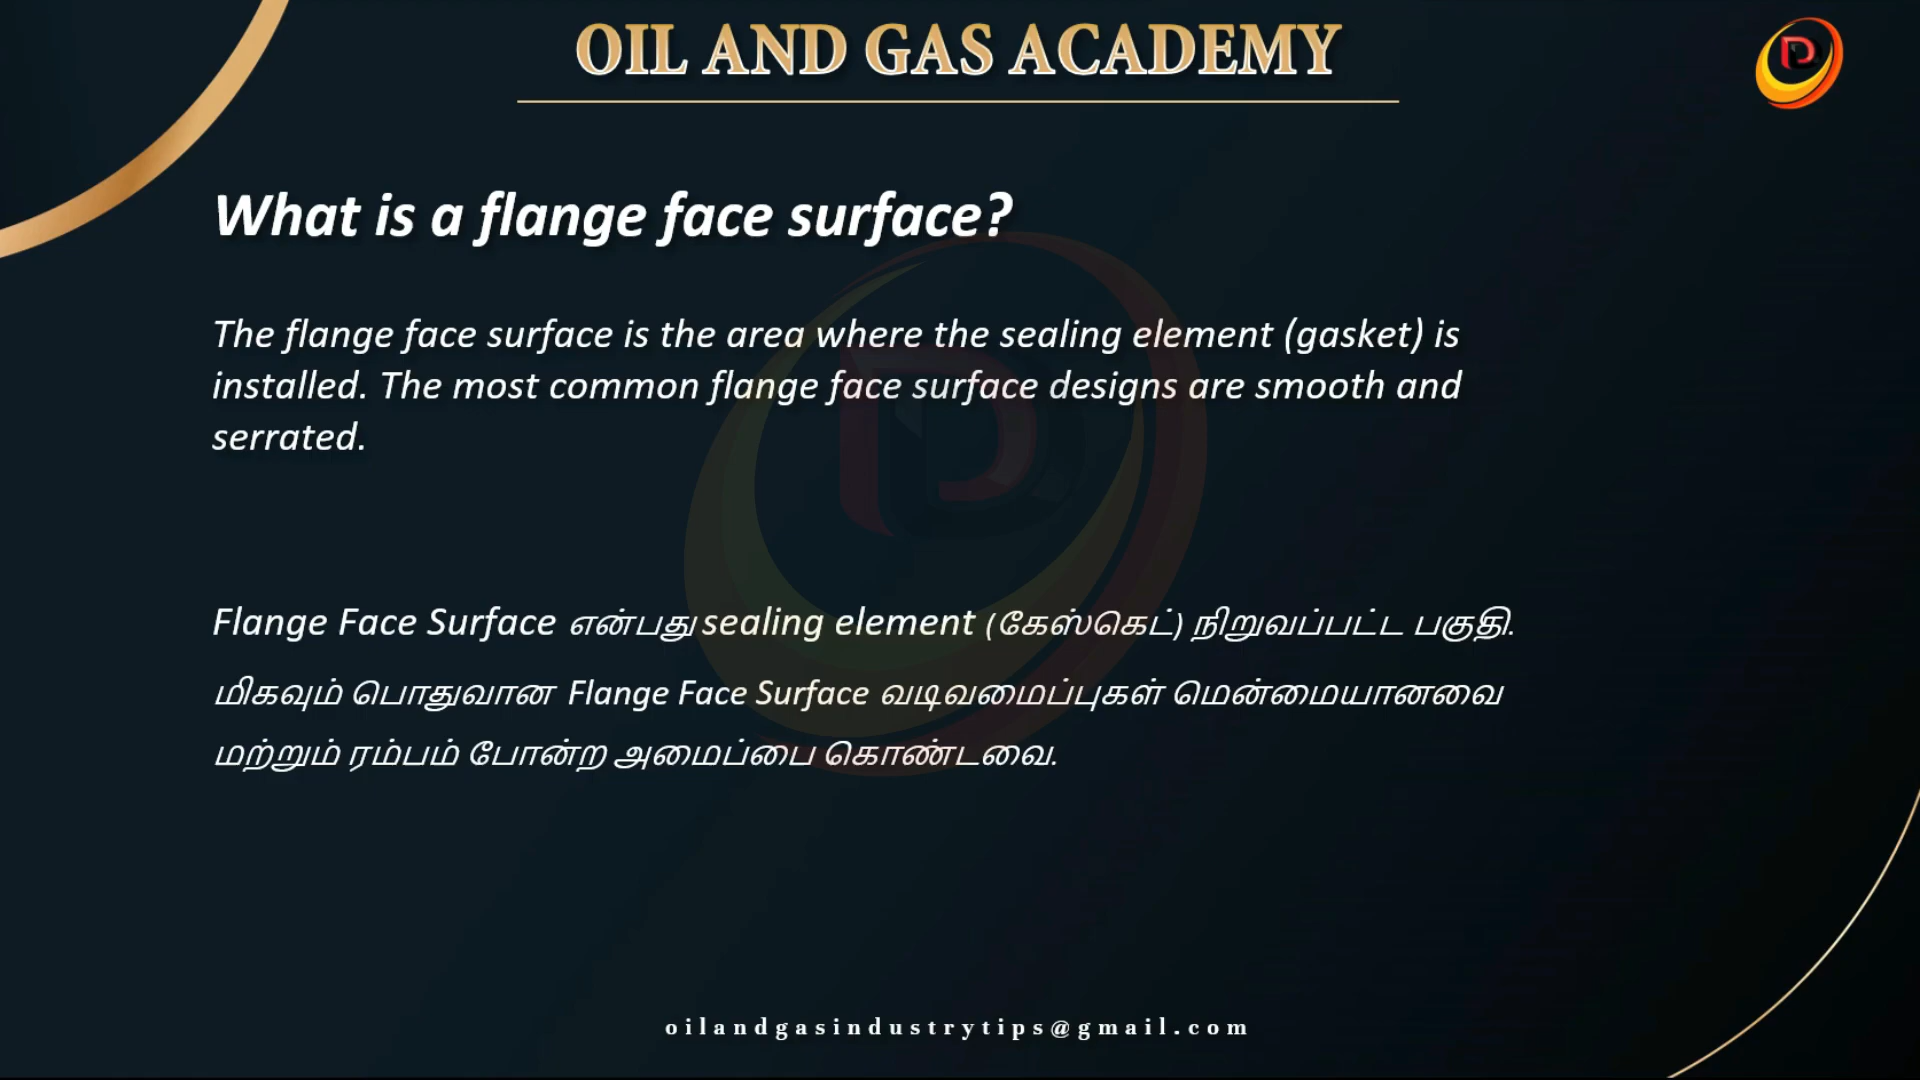 OIL AND GAS ACADEMY
What is a flange face surface?
The flange face surface is the area where the sealing element (gasket) is
installed. The most common flange face surface designs are smooth and
serrated.
Flange Face Surface என்பது sealing element (கேஸ்கெட்) நிறுவப்பட்ட பகுதி.
மிகவும் பொதுவான Flange Face Surface வடிவமைப்புகள் மென்மையானவை
மற்றும் ரம்பம் போன்ற அமைப்பை கொண்டவை.
oilandgasindustrytips@gmail.com